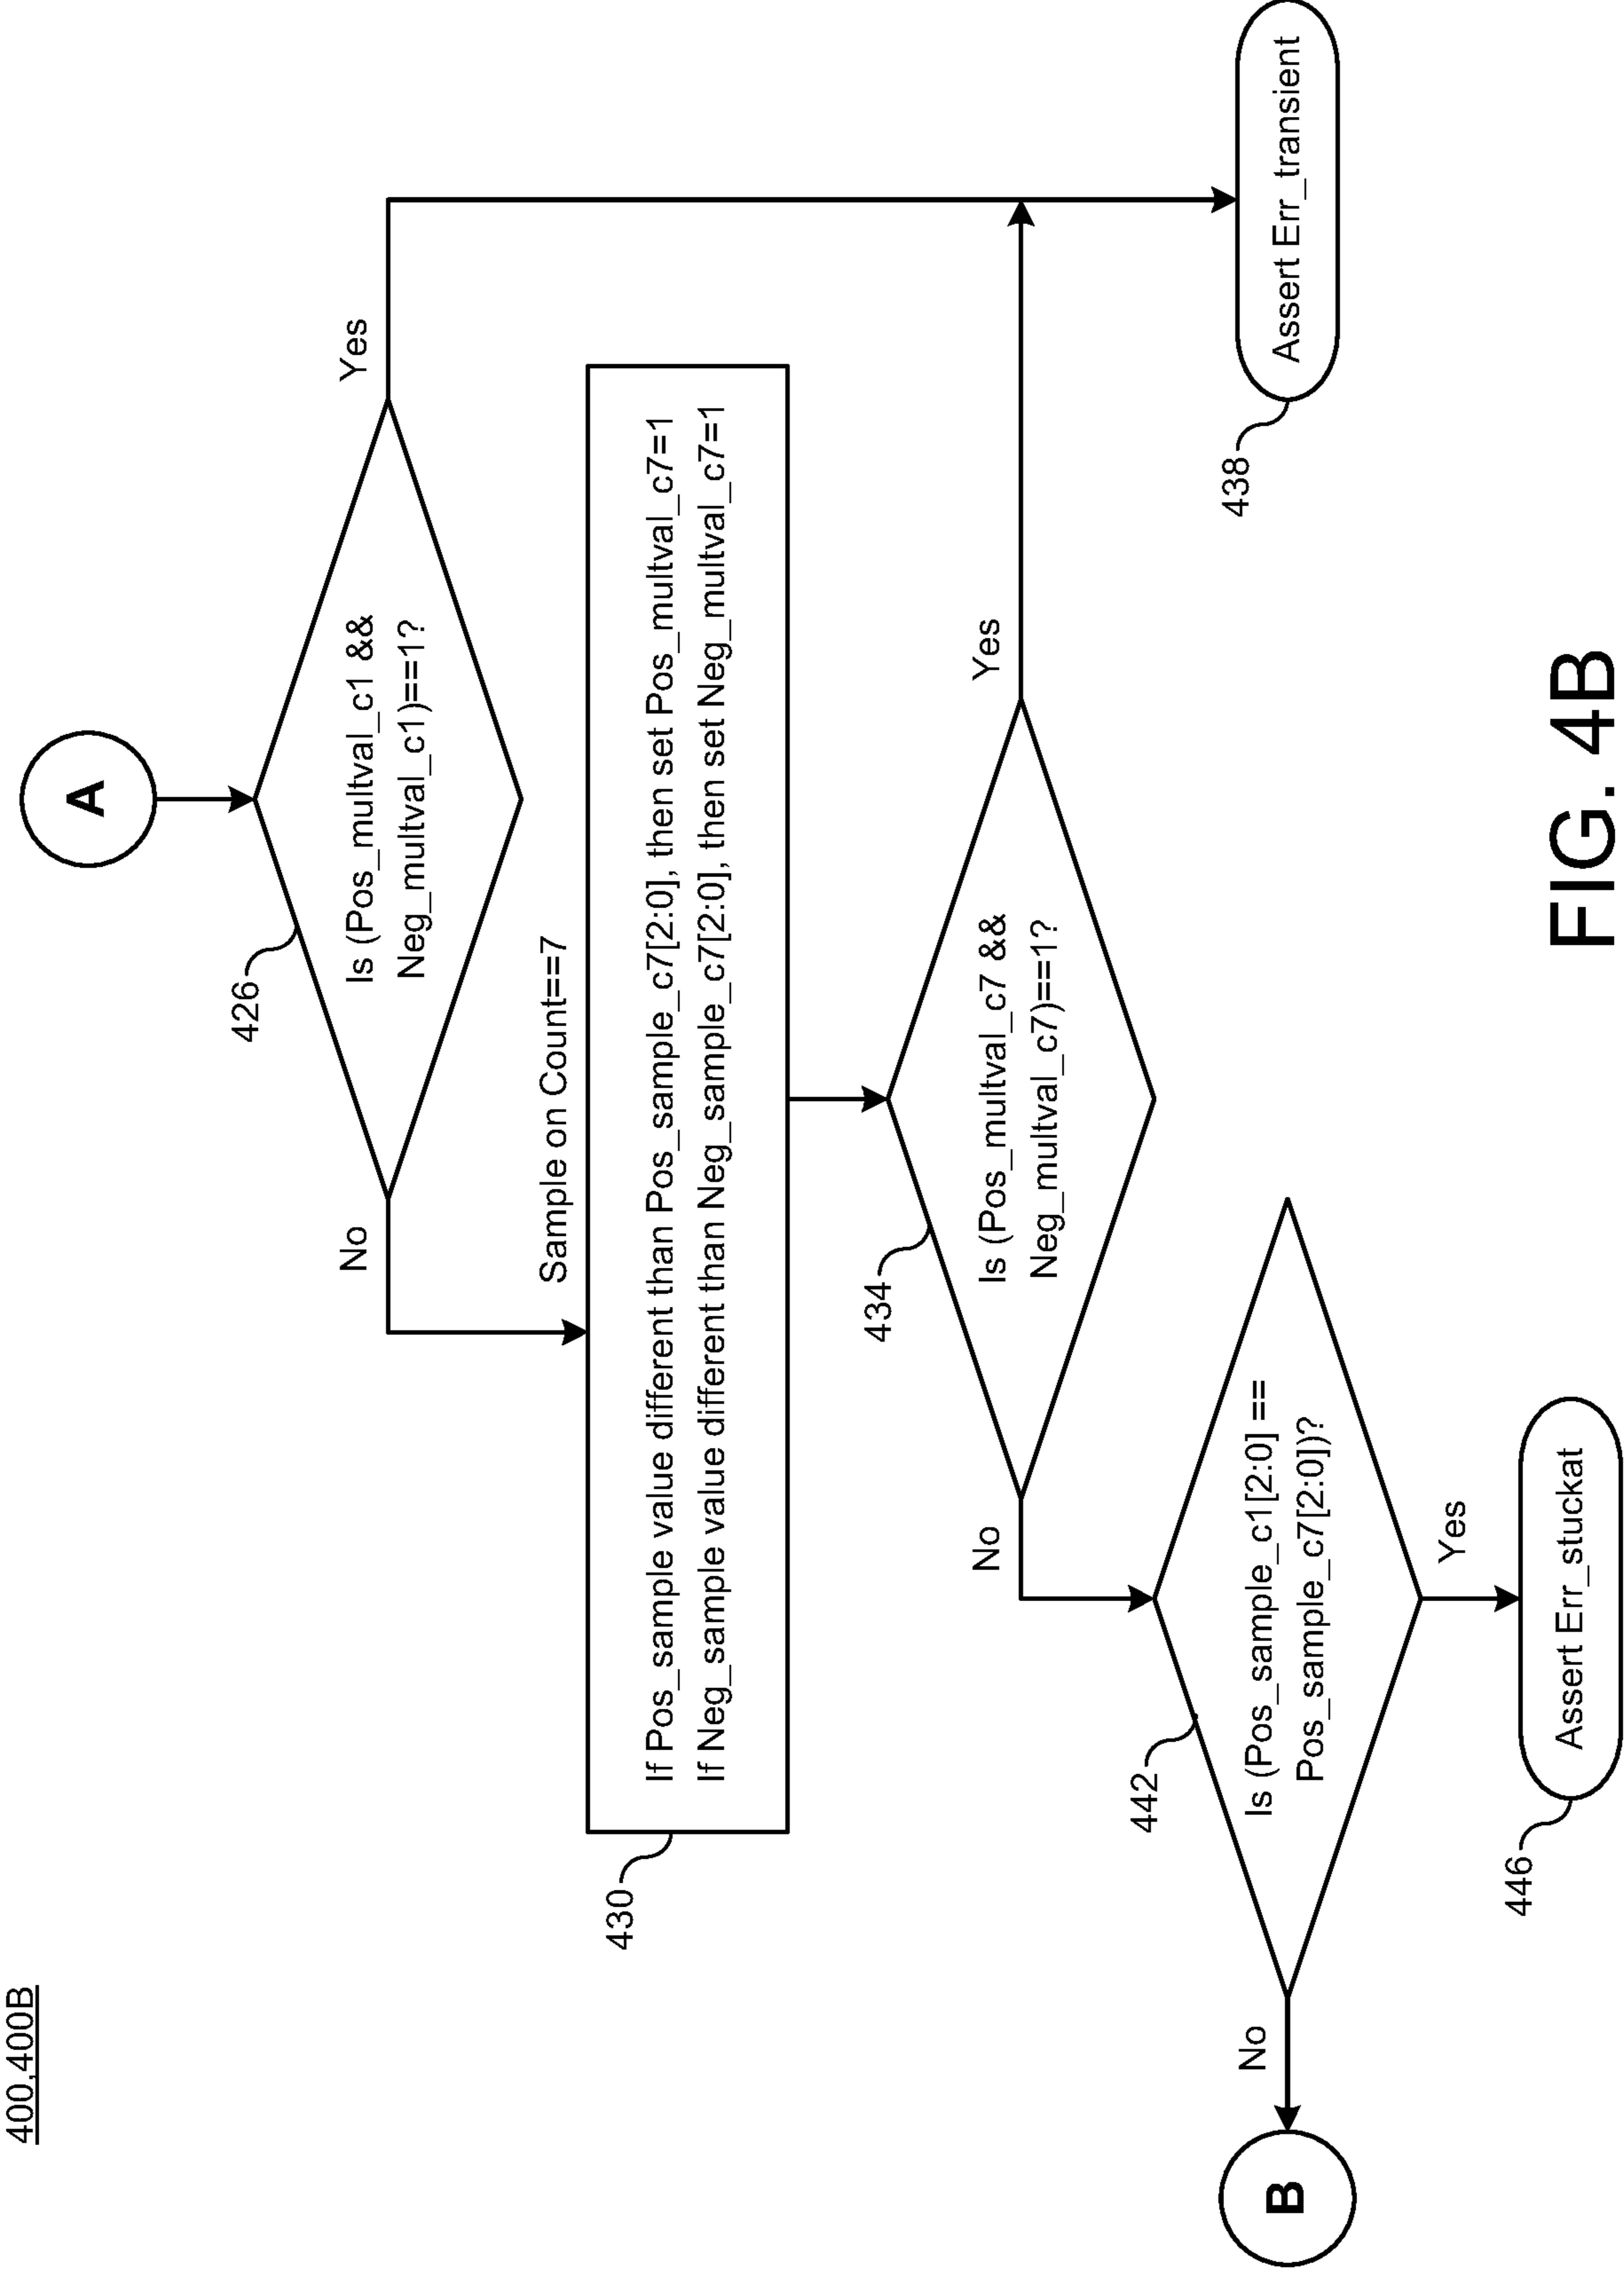 400,400B
A
426
Is (Pos_multval_c1 &&
Neg_multval_c1)==1?
Yes
No
Sample on Count==7
430
If Pos_sample value different than Pos_sample_c7[2:0], then set Pos_multval_c7=1
If Neg_sample value different than Neg_sample_c7[2:0], then set Neg_multval_c7=1
434
Is (Pos_multval_c7 &&
Neg_multval_c7)==1?
Yes
No
438
Assert Err_transient
442
Is (Pos_sample_c1[2:0] ==
Pos_sample_c7[2:0])?
No
B
Yes
446
Assert Err_stuckat
FIG. 4B